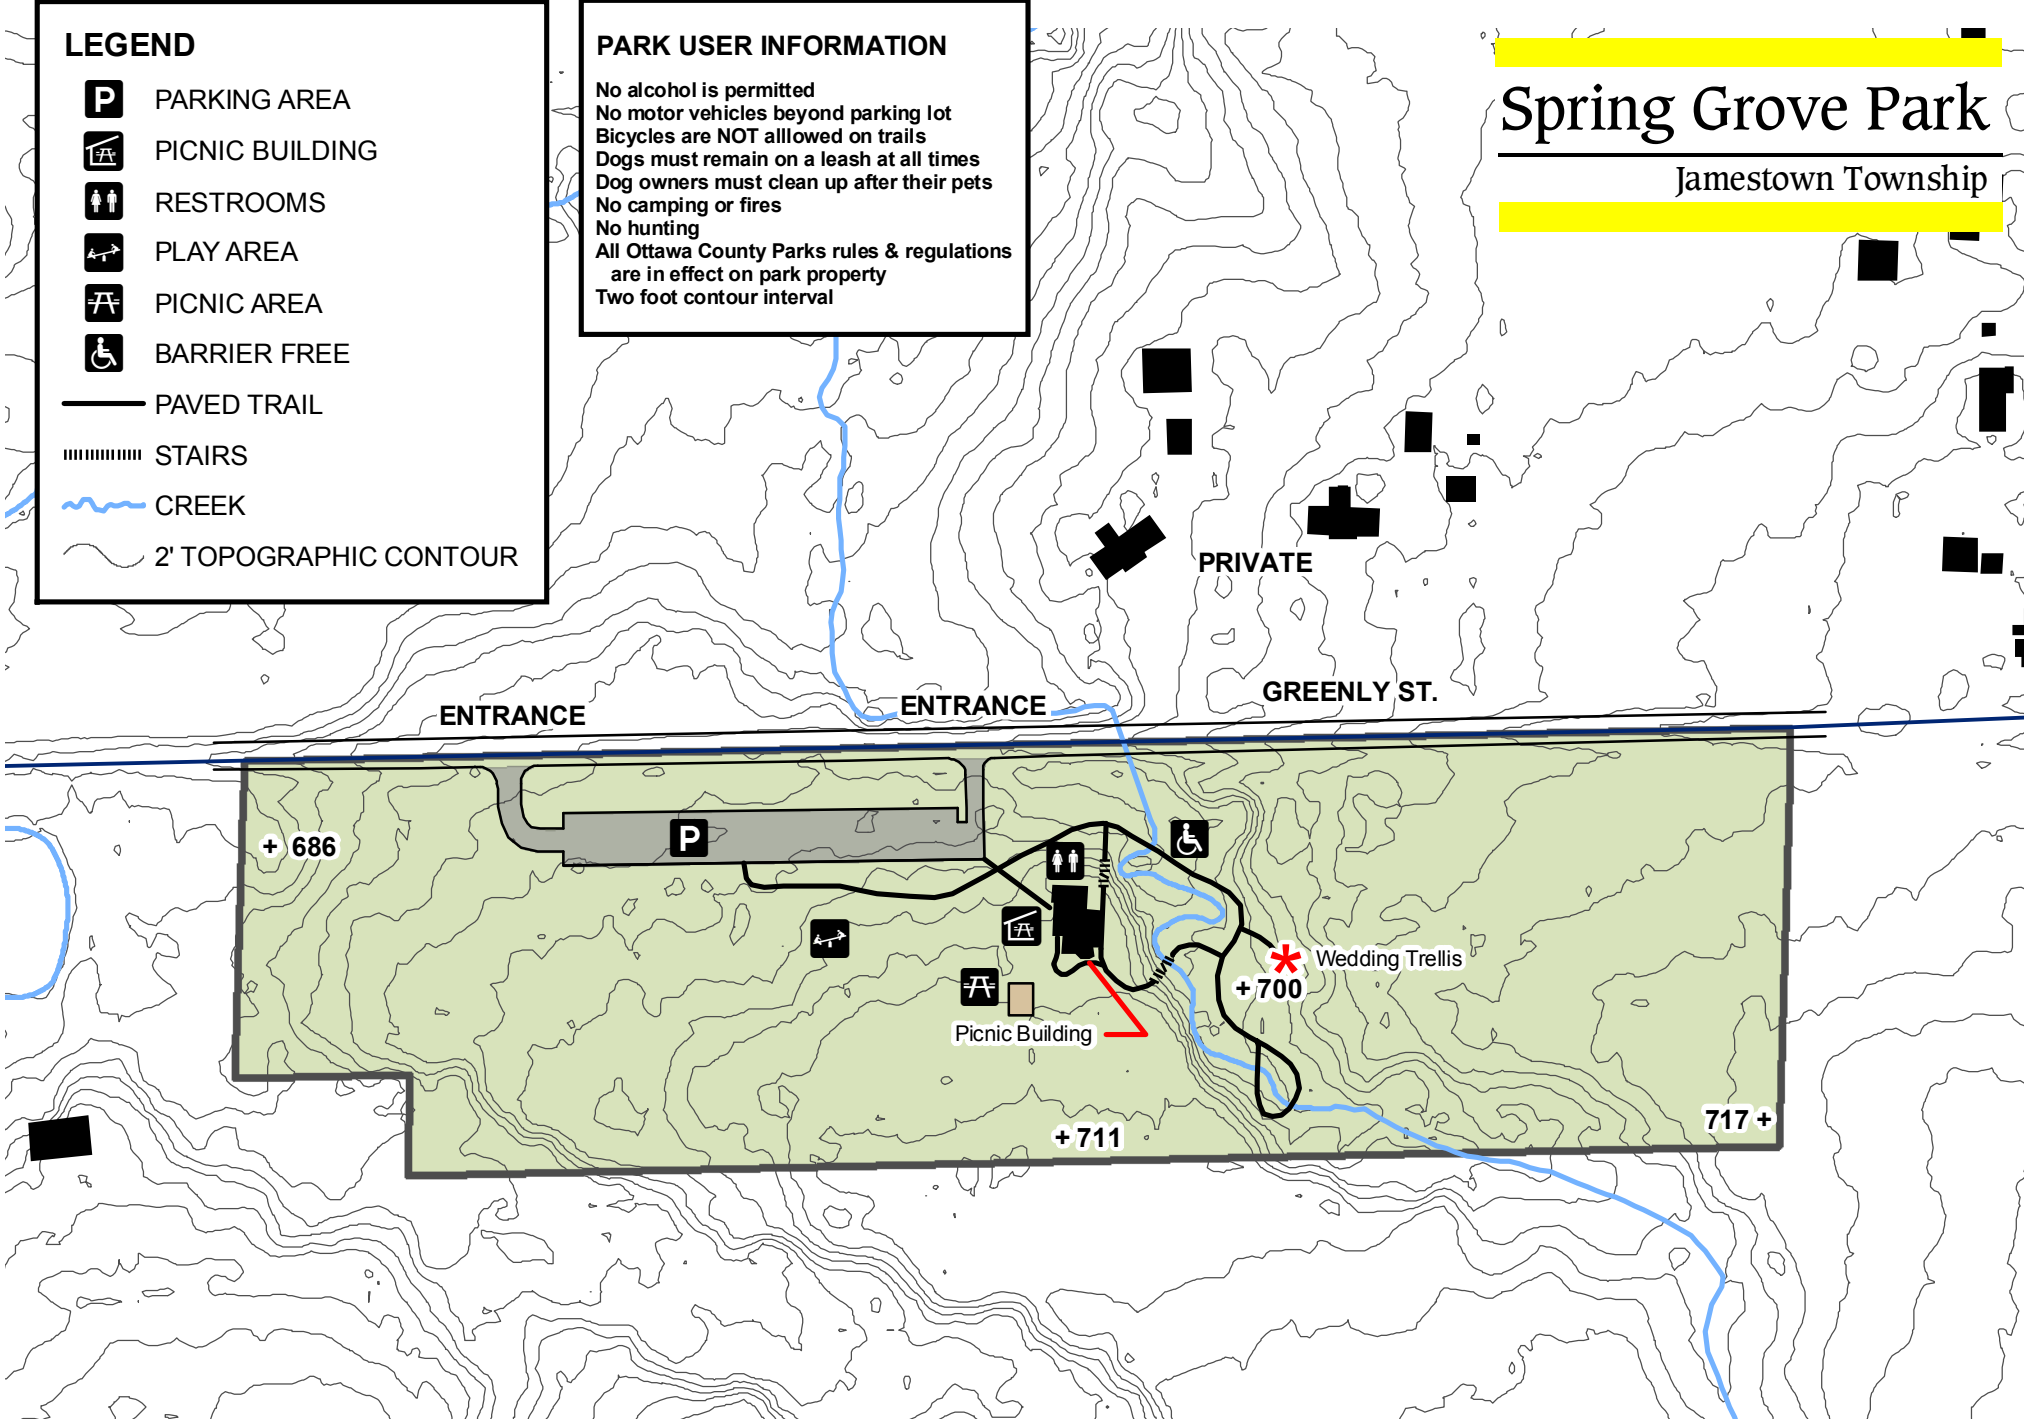 LEGEND
P PARKING AREA
PICNIC BUILDING
RESTROOMS
PLAY AREA
PICNIC AREA
BARRIER FREE
PAVED TRAIL
STAIRS
CREEK
2' TOPOGRAPHIC CONTOUR
PARK USER INFORMATION
No alcohol is permitted
No motor vehicles beyond parking lot
Bicycles are NOT alllowed on trails
Dogs must remain on a leash at all times
Dog owners must clean up after their pets
No camping or fires
No hunting
All Ottawa County Parks rules & regulations
are in effect on park property
Two foot contour interval
Spring Grove Park
Jamestown Township
PRIVATE
GREENLY ST.
ENTRANCE
ENTRANCE
P
+ 686
Wedding Trellis
+ 700
Picnic Building
+ 711
717 +